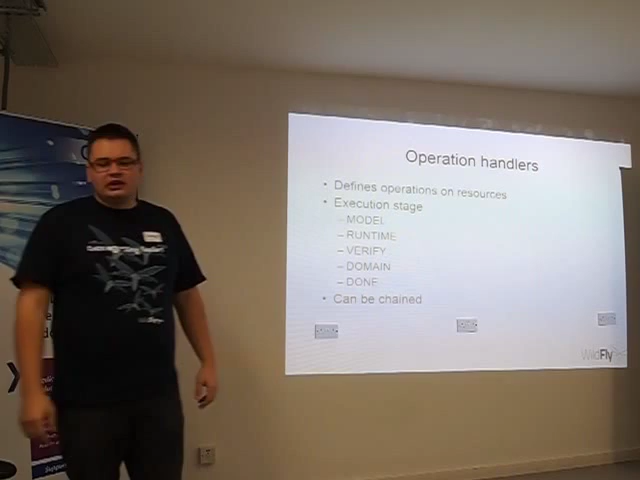 Operation handlers
• Defines operations on resources
• Execution stage
– MODEL
– RUNTIME
– VERIFY
– DOMAIN
– DONE
• Can be chained
WildFly